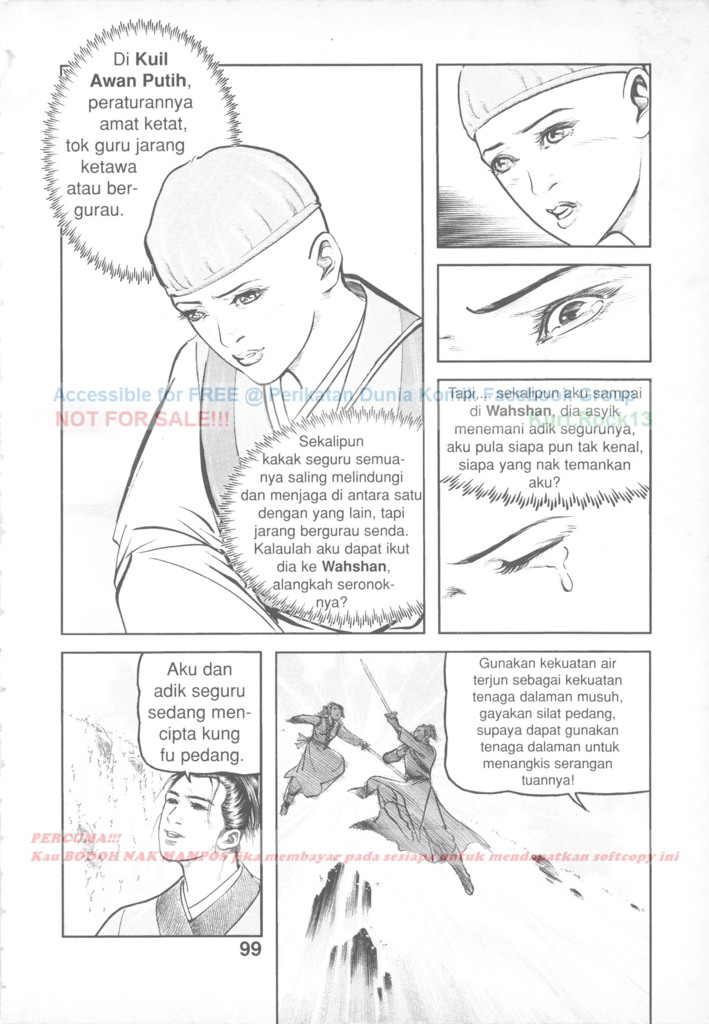 Di Kuil
Awan Putih,
peraturannya
amat ketat,
tok guru jarang
ketawa
atau ber-
gurau.
Sekalipun
kakak seguru semua-
nya saling melindungi
dan menjaga di antara satu
dengan yang lain, tapi
jarang bergurau senda.
Kalaulah aku dapat ikut
dia ke Wahshan,
alangkah seronok-
nya?
Accessible for FREE @ Perikatan Dunia Komik Facebook Group
NOT FOR SALE!!!
Kuri Rock13
Tapi,... sekalipun aku sampai
di Wahshan, dia asyik
menemani adik segurunya,
aku pula siapa pun tak kenal,
siapa yang nak temankan
aku?
Aku dan
adik seguru
sedang men-
cipta kung
fu pedang.
Gunakan kekuatan air
terjun sebagai kekuatan
tenaga dalaman musuh,
gayakan silat pedang,
supaya dapat gunakan
tenaga dalaman untuk
menangkis serangan
tuannya!
PERCUMA!!!
Kau BODOH NAK MAMPOS jika membayar pada sesiapa untuk mendapatkan softcopy ini
99